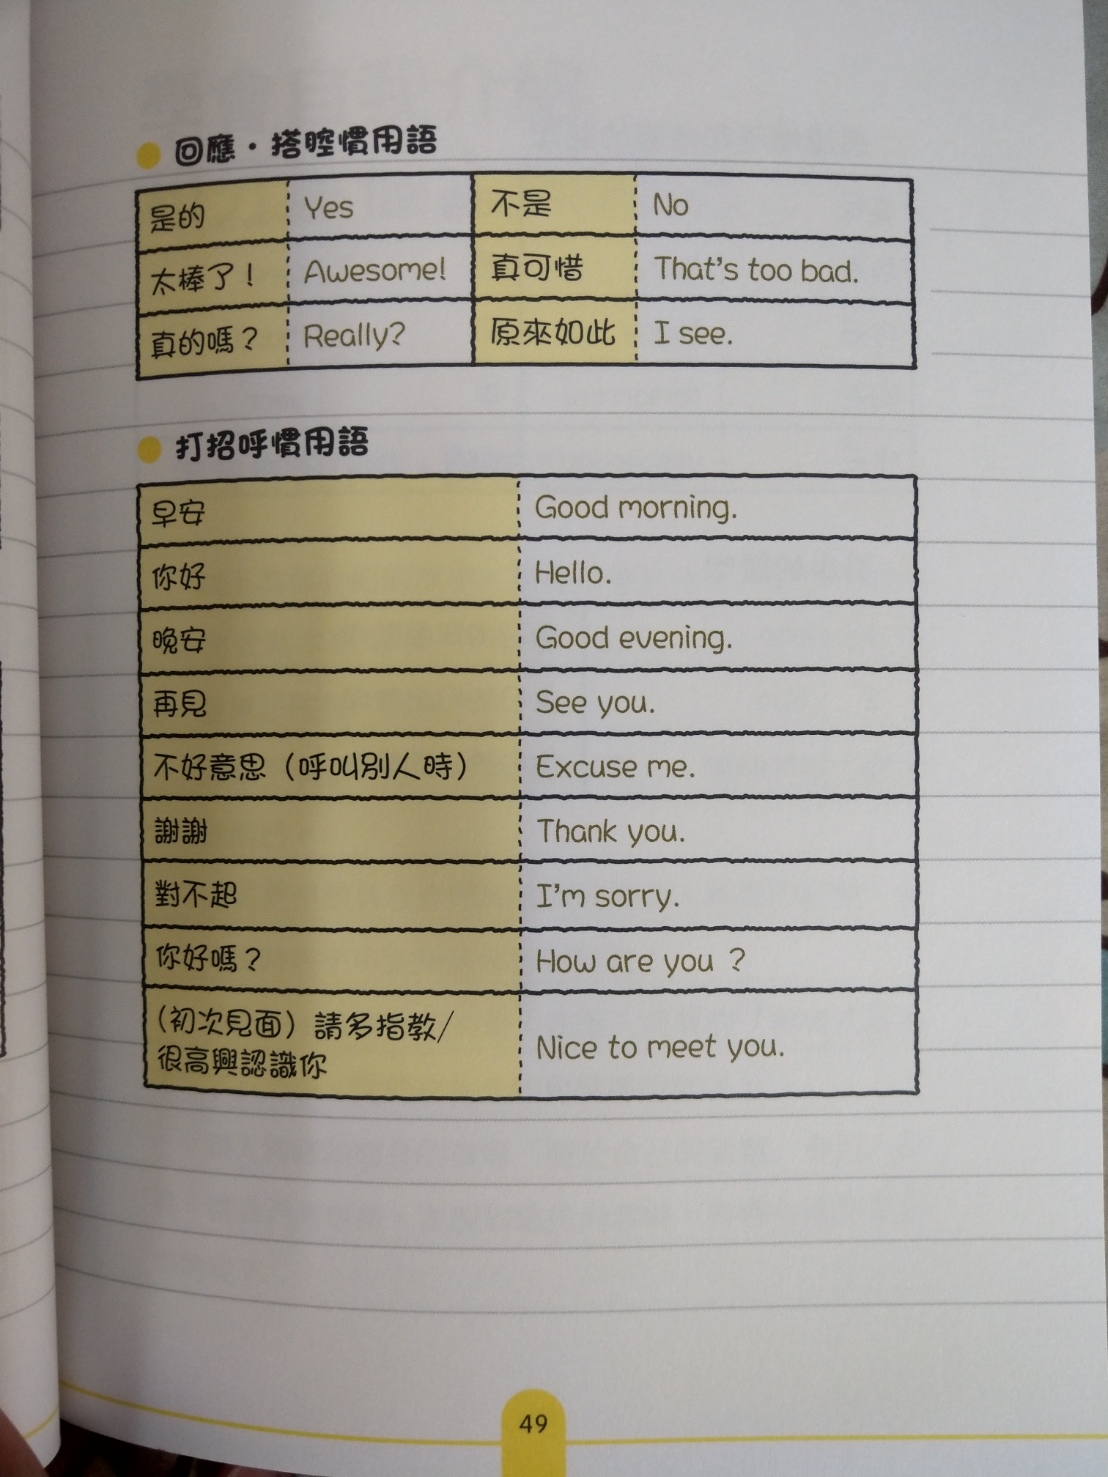 回應・搭腔慣用語
是的 Yes 不是 No
太棒了！ Awesome! 真可惜 That's too bad.
真的嗎？ Really? 原來如此 I see.
打招呼慣用語
早安 Good morning.
你好 Hello.
晚安 Good evening.
再見 See you.
不好意思（呼叫別人時） Excuse me.
謝謝 Thank you.
對不起 I'm sorry.
你好嗎？ How are you ?
（初次見面）請多指教/
很高興認識你 Nice to meet you.
49